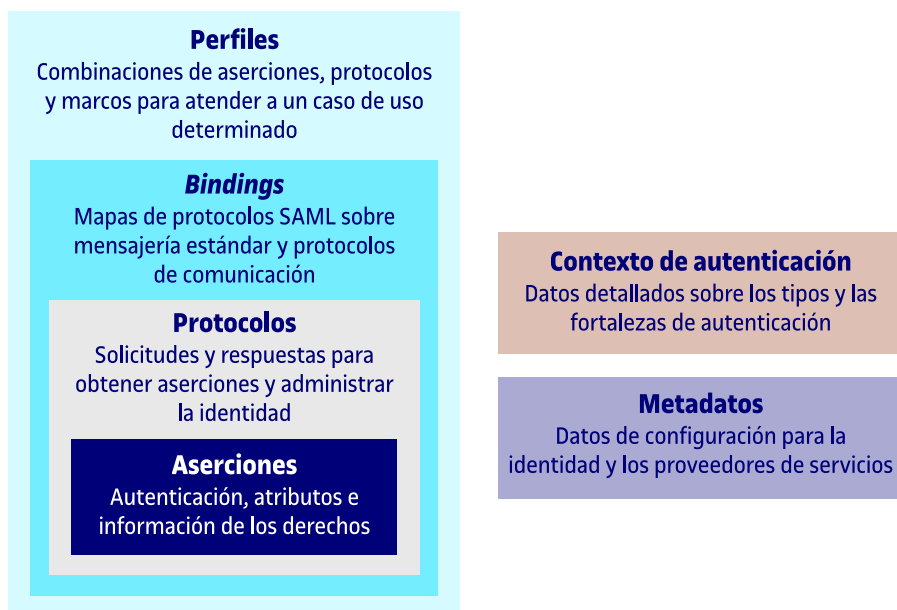 Perfiles
Combinaciones de aserciones, protocolos
y marcos para atender a un caso de uso
determinado
Bindings
Mapas de protocolos SAML sobre
mensajería estándar y protocolos
de comunicación
Protocolos
Solicitudes y respuestas para
obtener aserciones y administrar
la identidad
Aserciones
Autenticación, atributos e
información de los derechos
Contexto de autenticación
Datos detallados sobre los tipos y las
fortalezas de autenticación
Metadatos
Datos de configuración para la
identidad y los proveedores de servicios